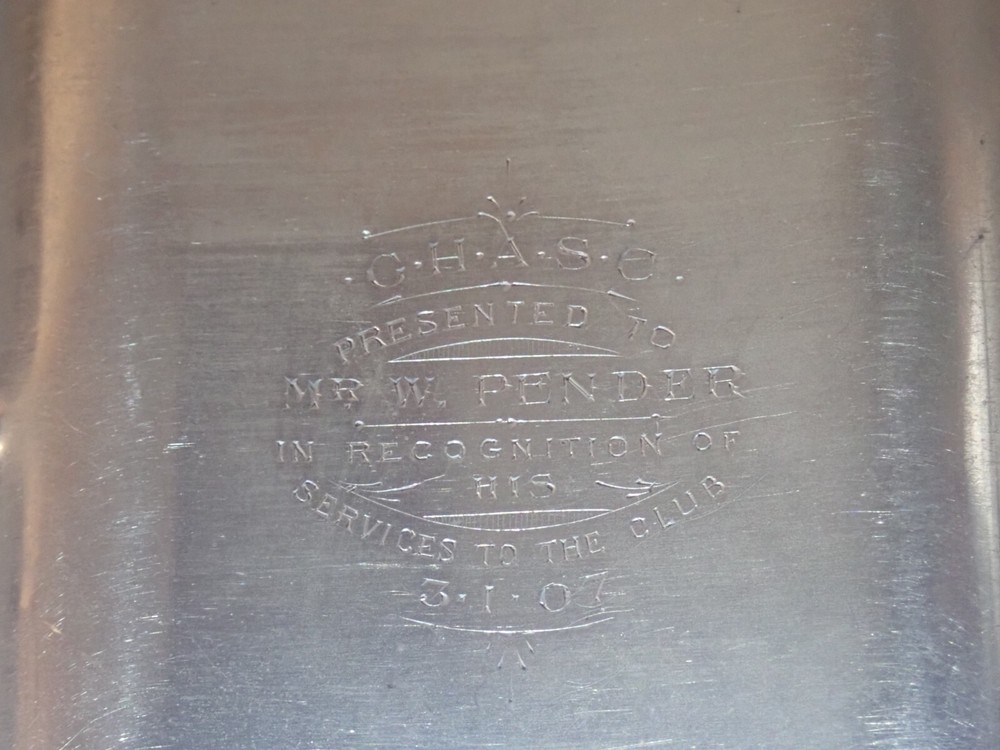 G·H·A·S·C
PRESENTED TO
MR W. PENDER
IN RECOGNITION OF
HIS
SERVICES TO THE CLUB
3·1·07